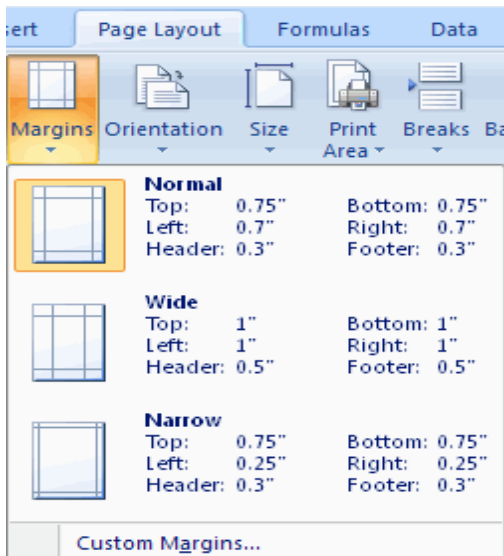 ert Page Layout Formulas Data
Margins Orientation Size Print Area Breaks Ba
Normal
Top: 0.75" Bottom: 0.75"
Left: 0.7" Right: 0.7"
Header: 0.3" Footer: 0.3"
Wide
Top: 1" Bottom: 1"
Left: 1" Right: 1"
Header: 0.5" Footer: 0.5"
Narrow
Top: 0.75" Bottom: 0.75"
Left: 0.25" Right: 0.25"
Header: 0.3" Footer: 0.3"
Custom Margins...